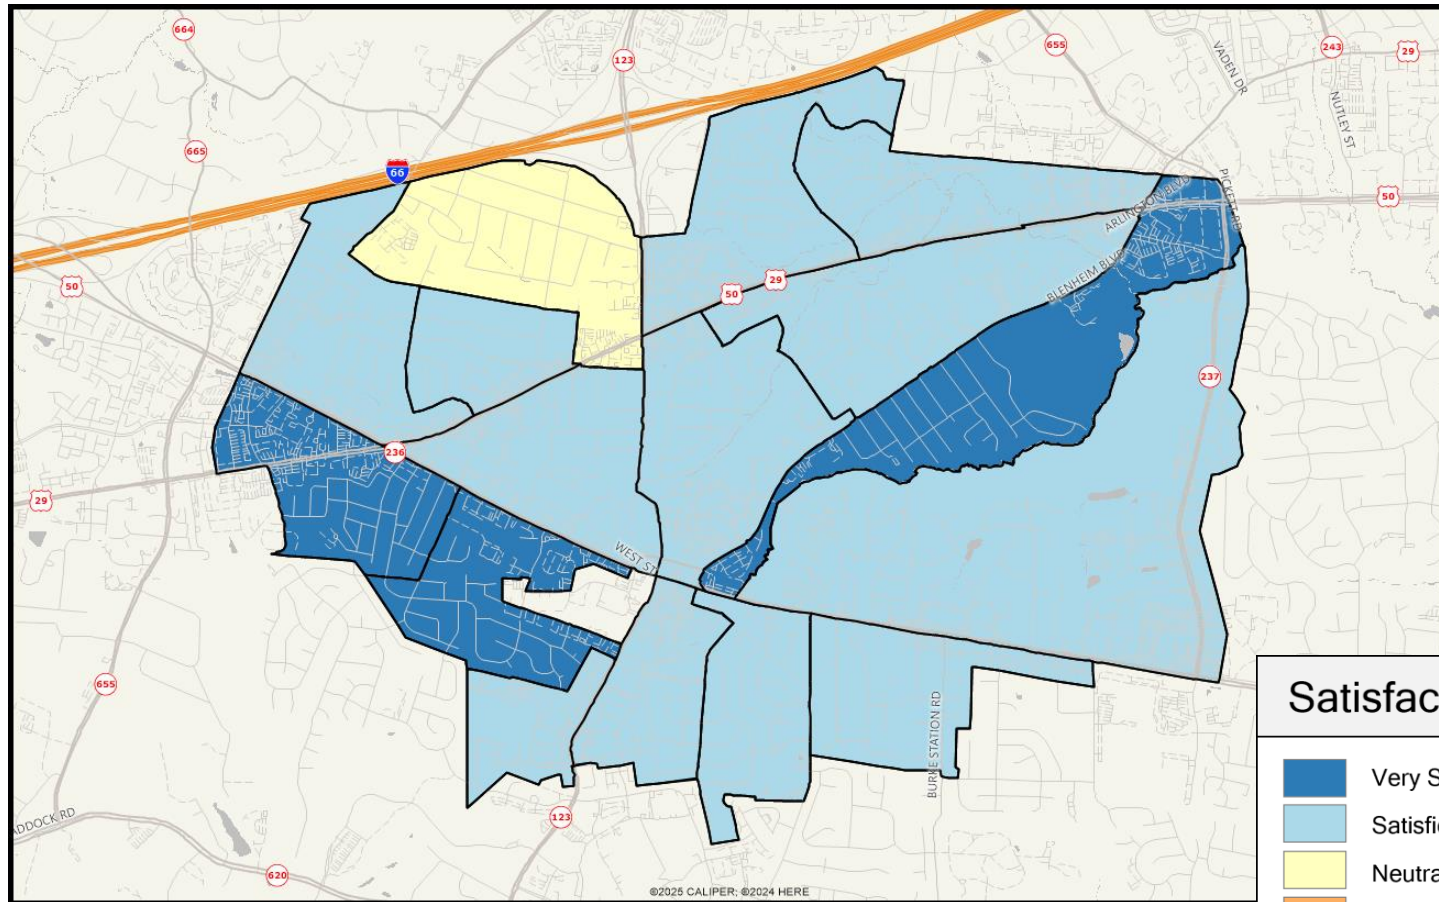 664
123
655
243
29
VADEN DR
NUTLEY ST
665
66
PICKETT RD
50
ARLINGTON BLVD
50
29
50
BLENHEIM BLVD
237
236
29
WEST ST
655
BURKE STATION RD
123
ADDOCK RD
620
©2025 CALIPER; ©2024 HERE
Satisfac
Very S
Satisfie
Neutra